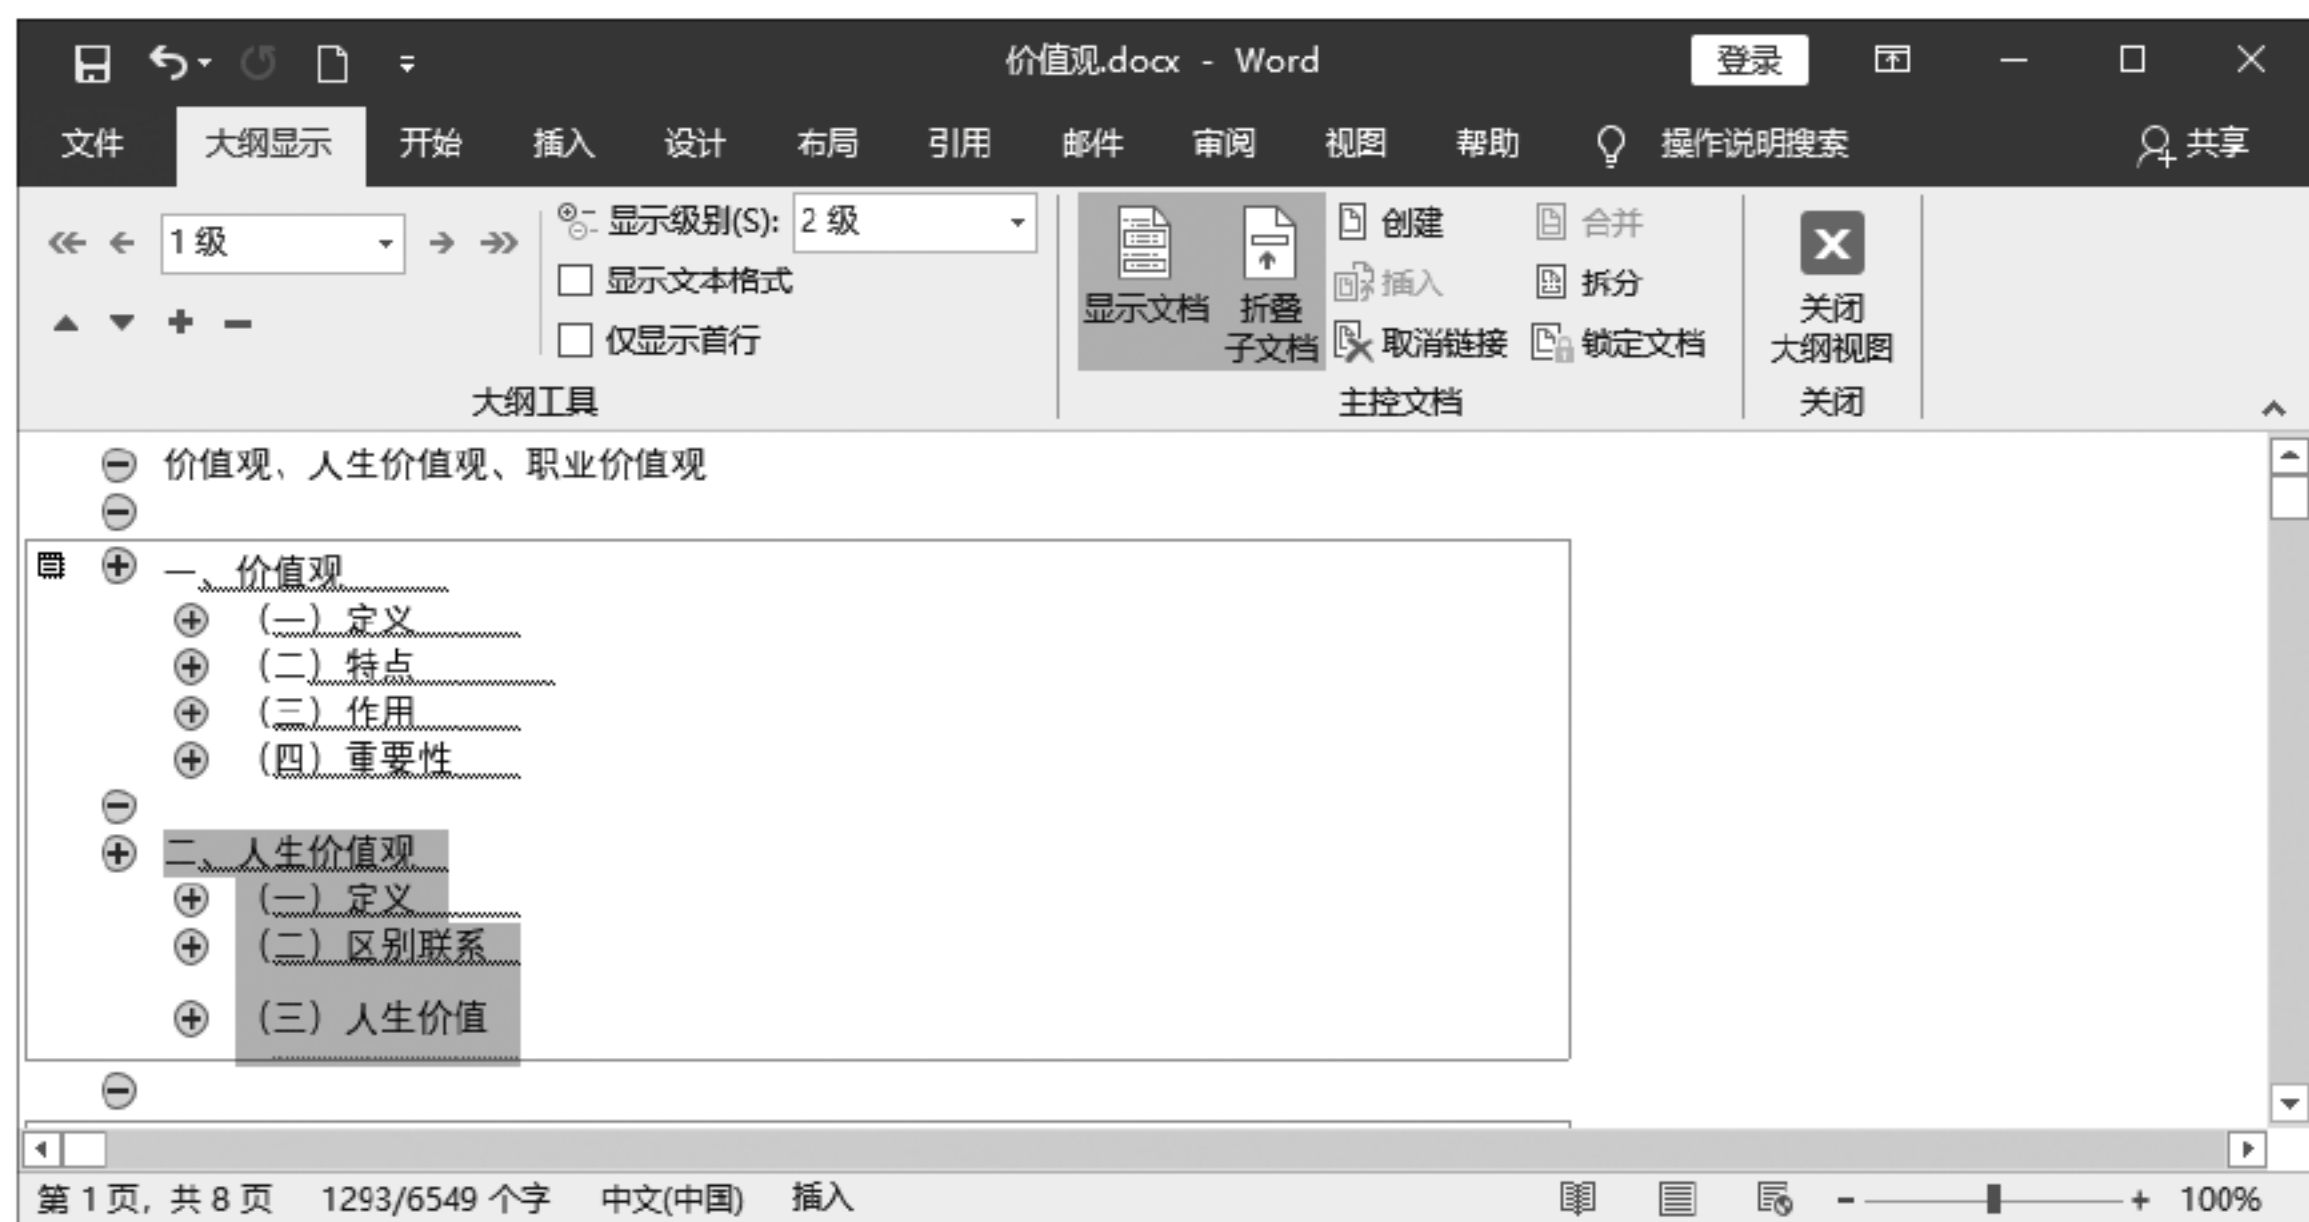 价值观.docx - Word
登录
文件 大纲显示 开始 插入 设计 布局 引用 邮件 审阅 视图 帮助 操作说明搜索 共享
1 级
显示级别(S): 2 级
显示文本格式
仅显示首行
大纲工具
显示文档
折叠
子文档
创建
插入
取消链接
合并
拆分
锁定文档
主控文档
关闭
大纲视图
关闭
价值观、人生价值观、职业价值观
一、价值观
（一）定义
（二）特点
（三）作用
（四）重要性
二、人生价值观
（一）定义
（二）区别联系
（三）人生价值
第 1 页，共 8 页 1293/6549 个字 中文(中国) 插入 100%